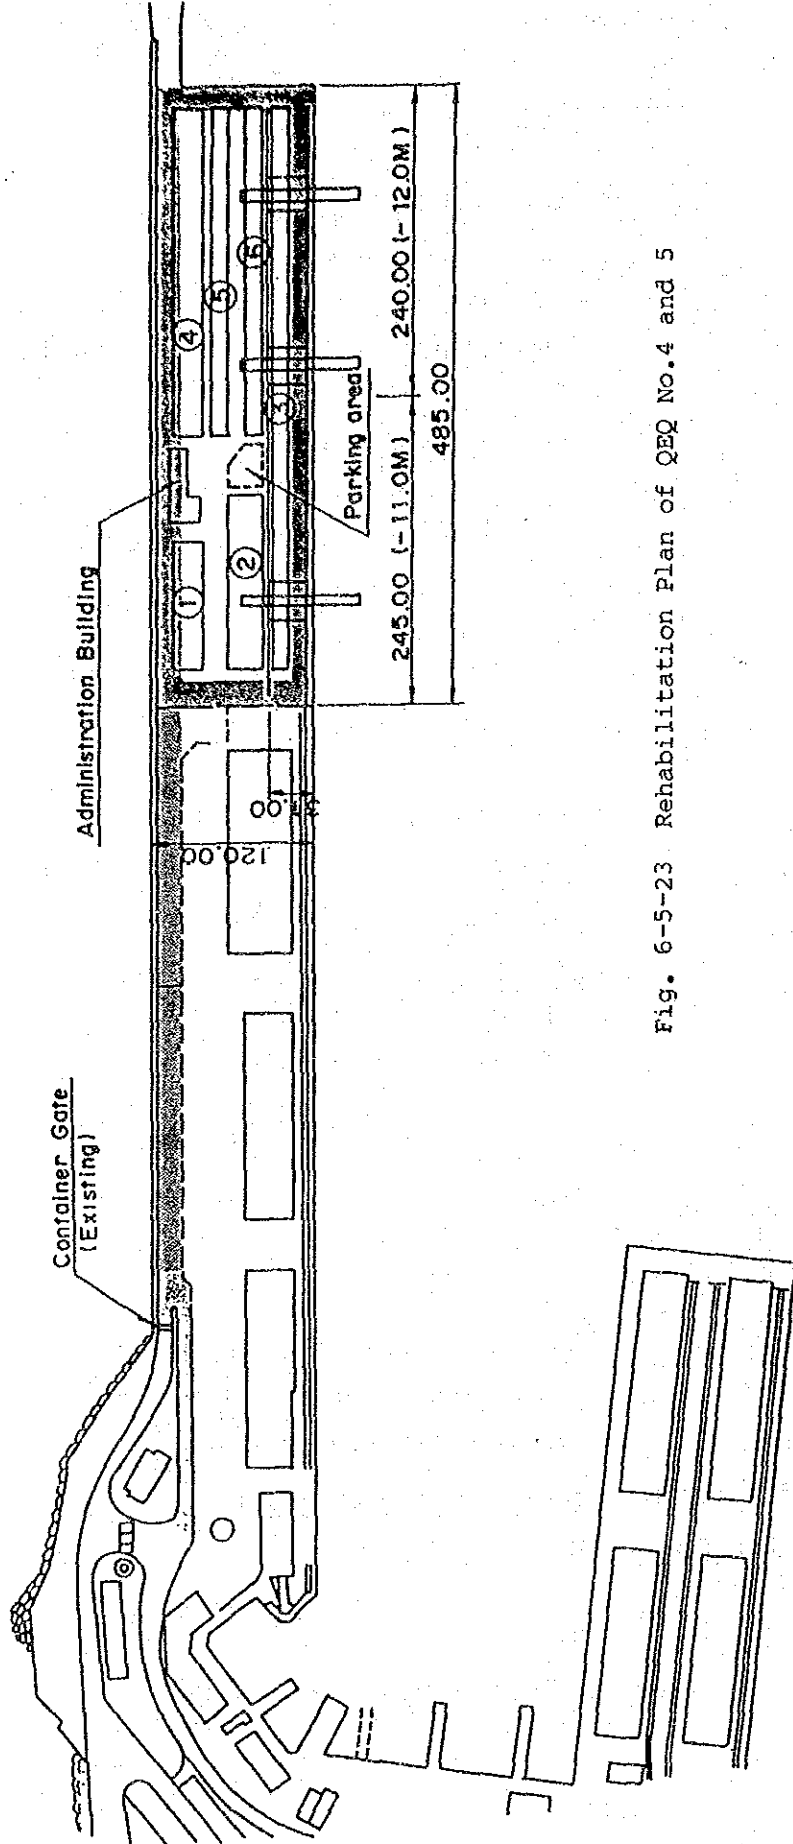 Container Gate
(Existing)
Administration Building
120.00
①
②
③
④
⑤
⑤
Parking area
245.00 (-11.0M)
240.00 (-12.0M)
485.00
Fig. 6-5-23 Rehabilitation Plan of QEQ No.4 and 5